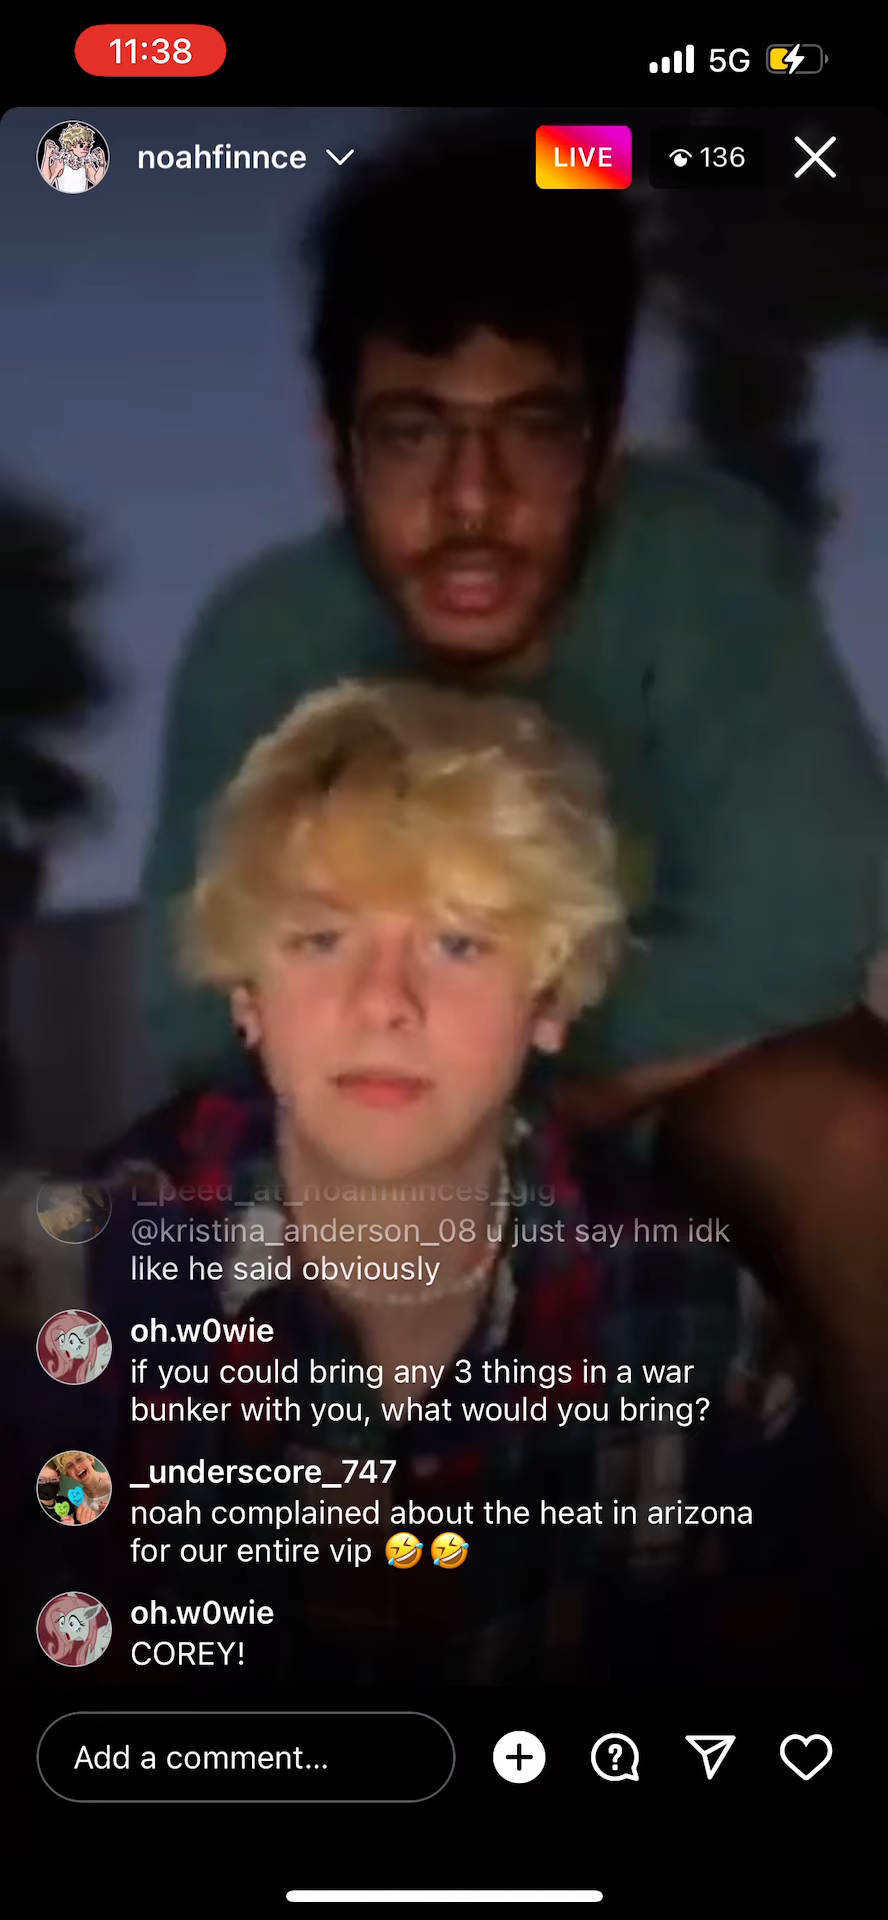 11:38
5G
noahfinnce
LIVE
136
i_peed_at_noahfinnces_gig
@kristina_anderson_08 u just say hm idk
like he said obviously
oh.w0wie
if you could bring any 3 things in a war
bunker with you, what would you bring?
_underscore_747
noah complained about the heat in arizona
for our entire vip 🤣🤣
oh.w0wie
COREY!
Add a comment...